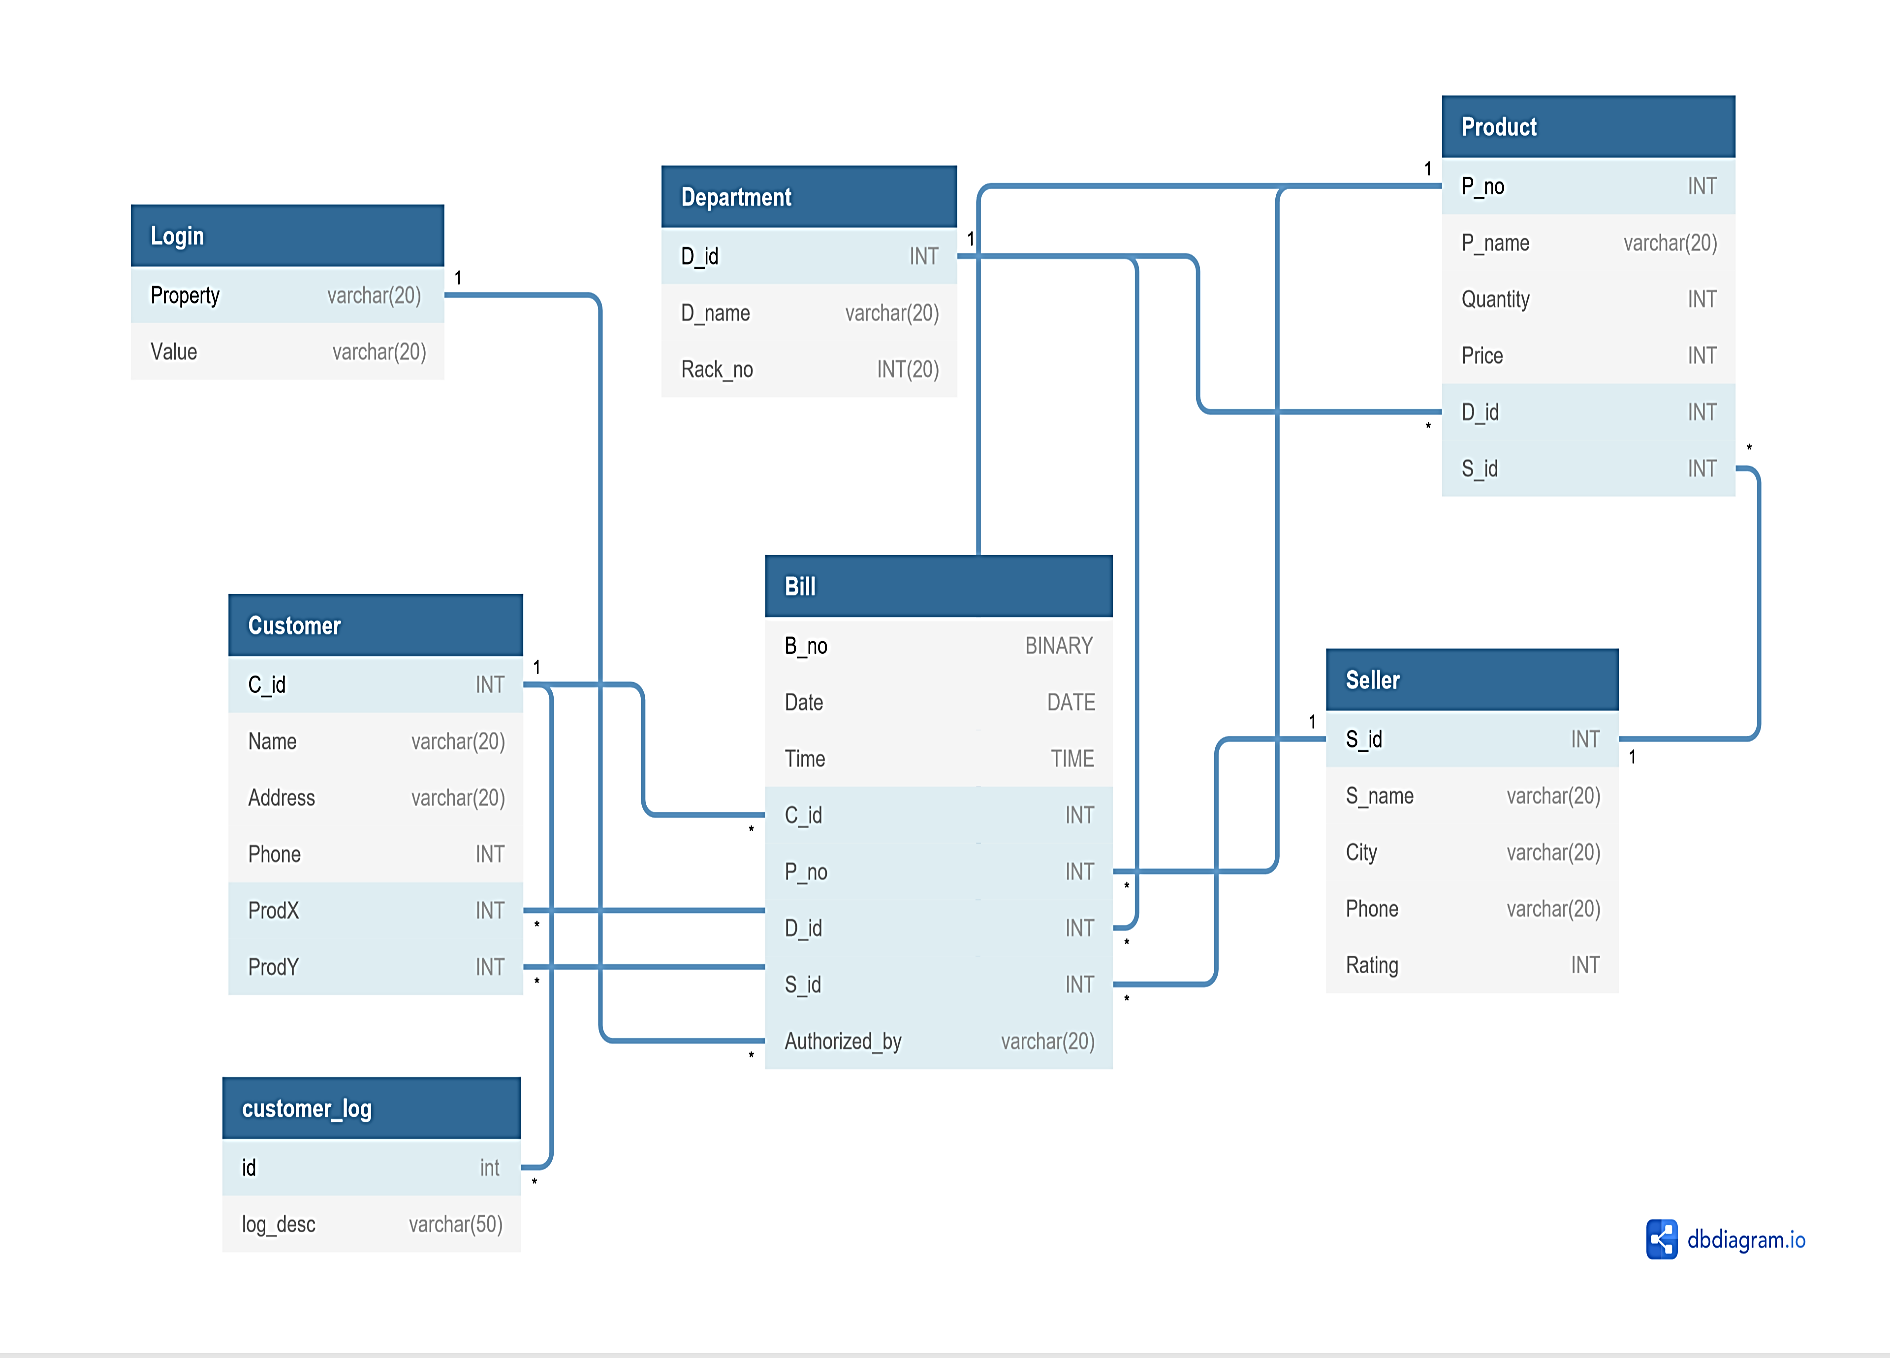 Login
1
Property varchar(20)
Value varchar(20)
Department
1
D_id INT
D_name varchar(20)
Rack_no INT(20)
Product
1
P_no INT
P_name varchar(20)
Quantity INT
Price INT
D_id INT
*
S_id INT
*
Customer
1
C_id INT
Name varchar(20)
Address varchar(20)
Phone INT
ProdX INT
*
ProdY INT
*
Bill
B_no BINARY
Date DATE
Time TIME
C_id INT
*
P_no INT
*
D_id INT
*
S_id INT
*
Authorized_by varchar(20)
*
Seller
1
S_id INT
1
S_name varchar(20)
City varchar(20)
Phone varchar(20)
Rating INT
customer_log
id int
*
log_desc varchar(50)
dbdiagram.io